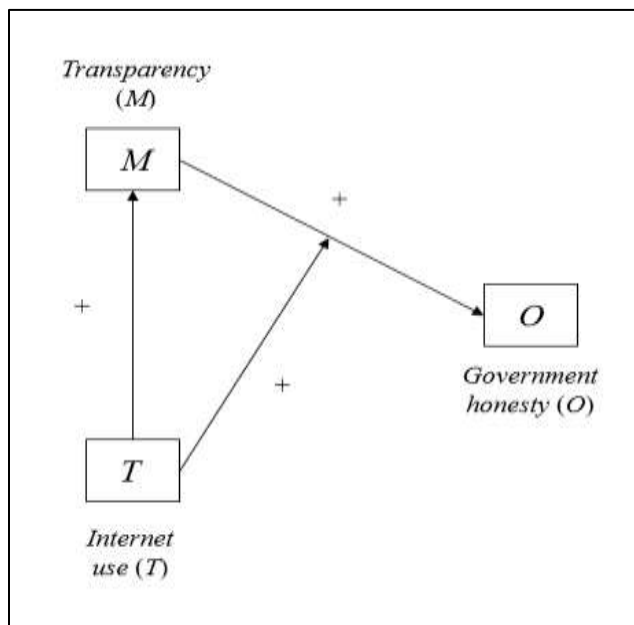 Transparency
(M)
M
+
+
O
+
Government
honesty (O)
T
Internet
use (T)